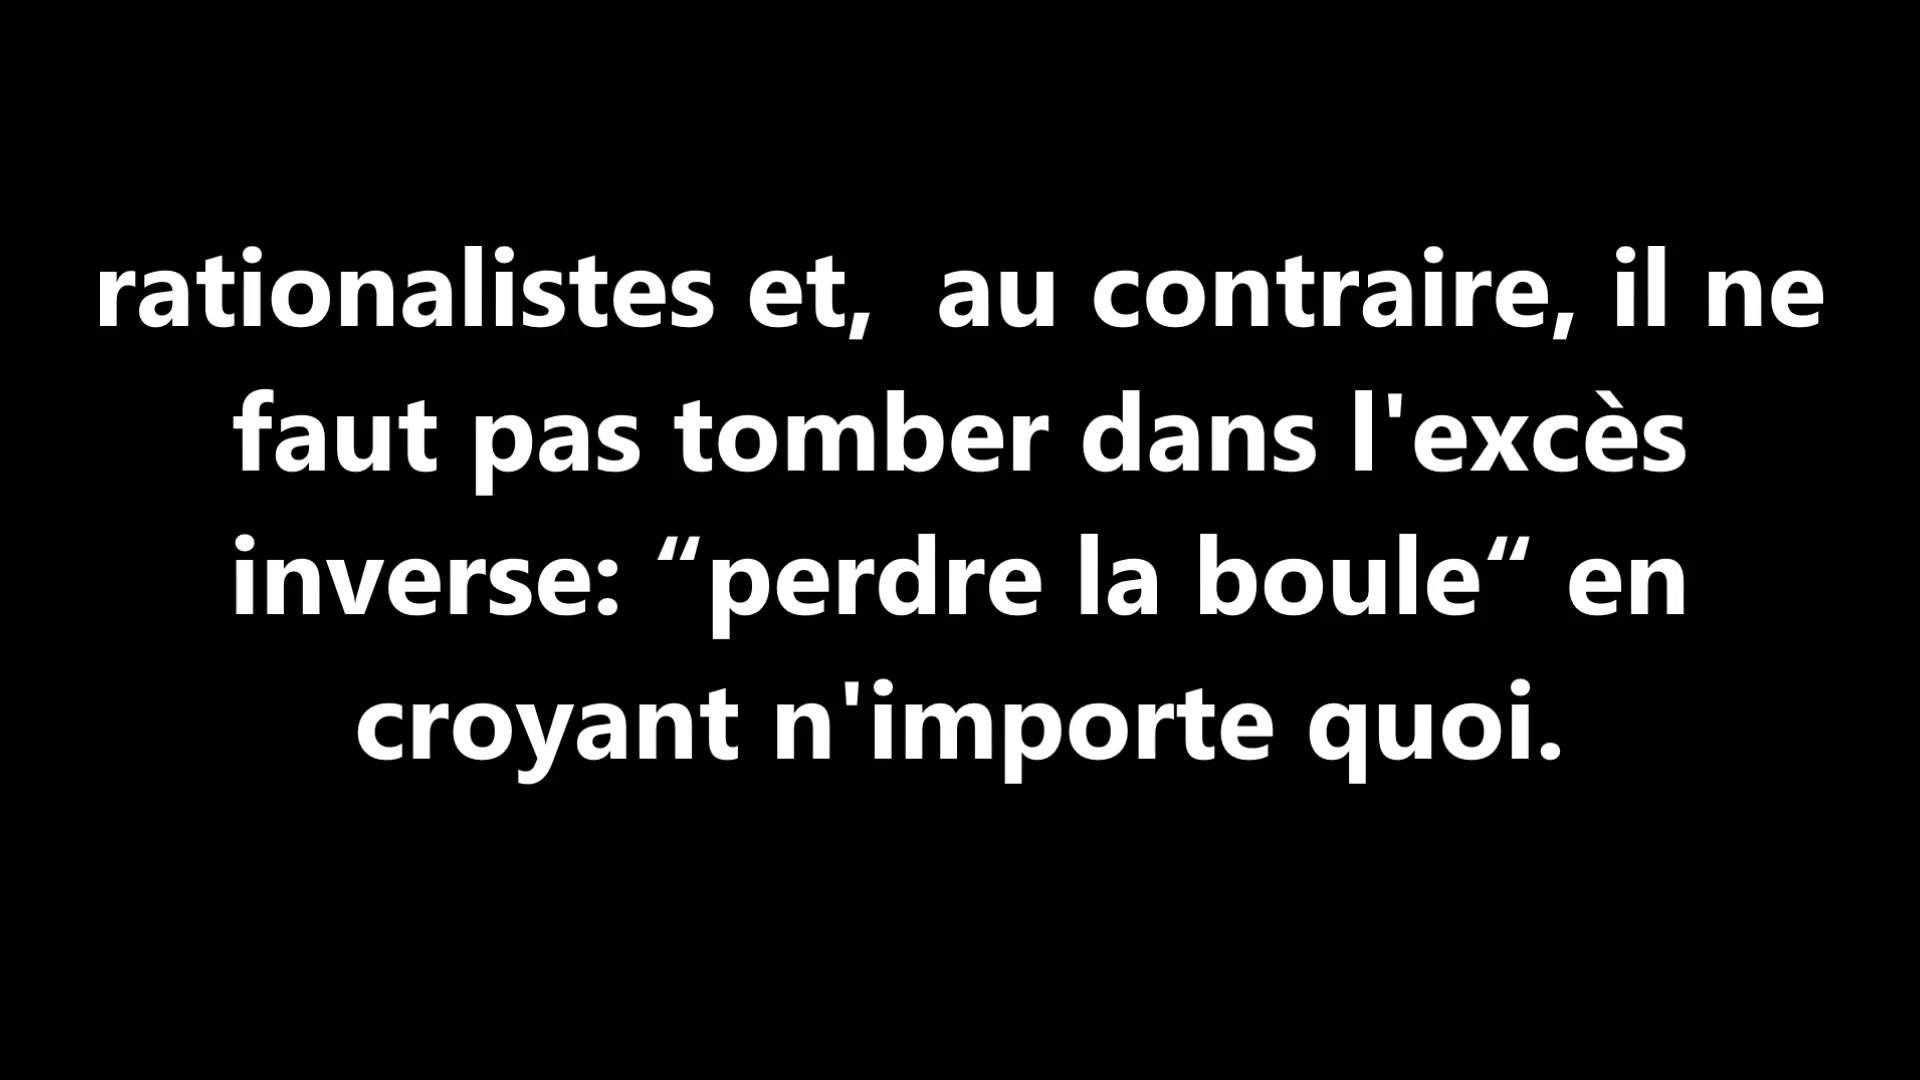 rationalistes et,  au contraire, il ne
faut pas tomber dans l'excès
inverse: “perdre la boule“ en
croyant n'importe quoi.